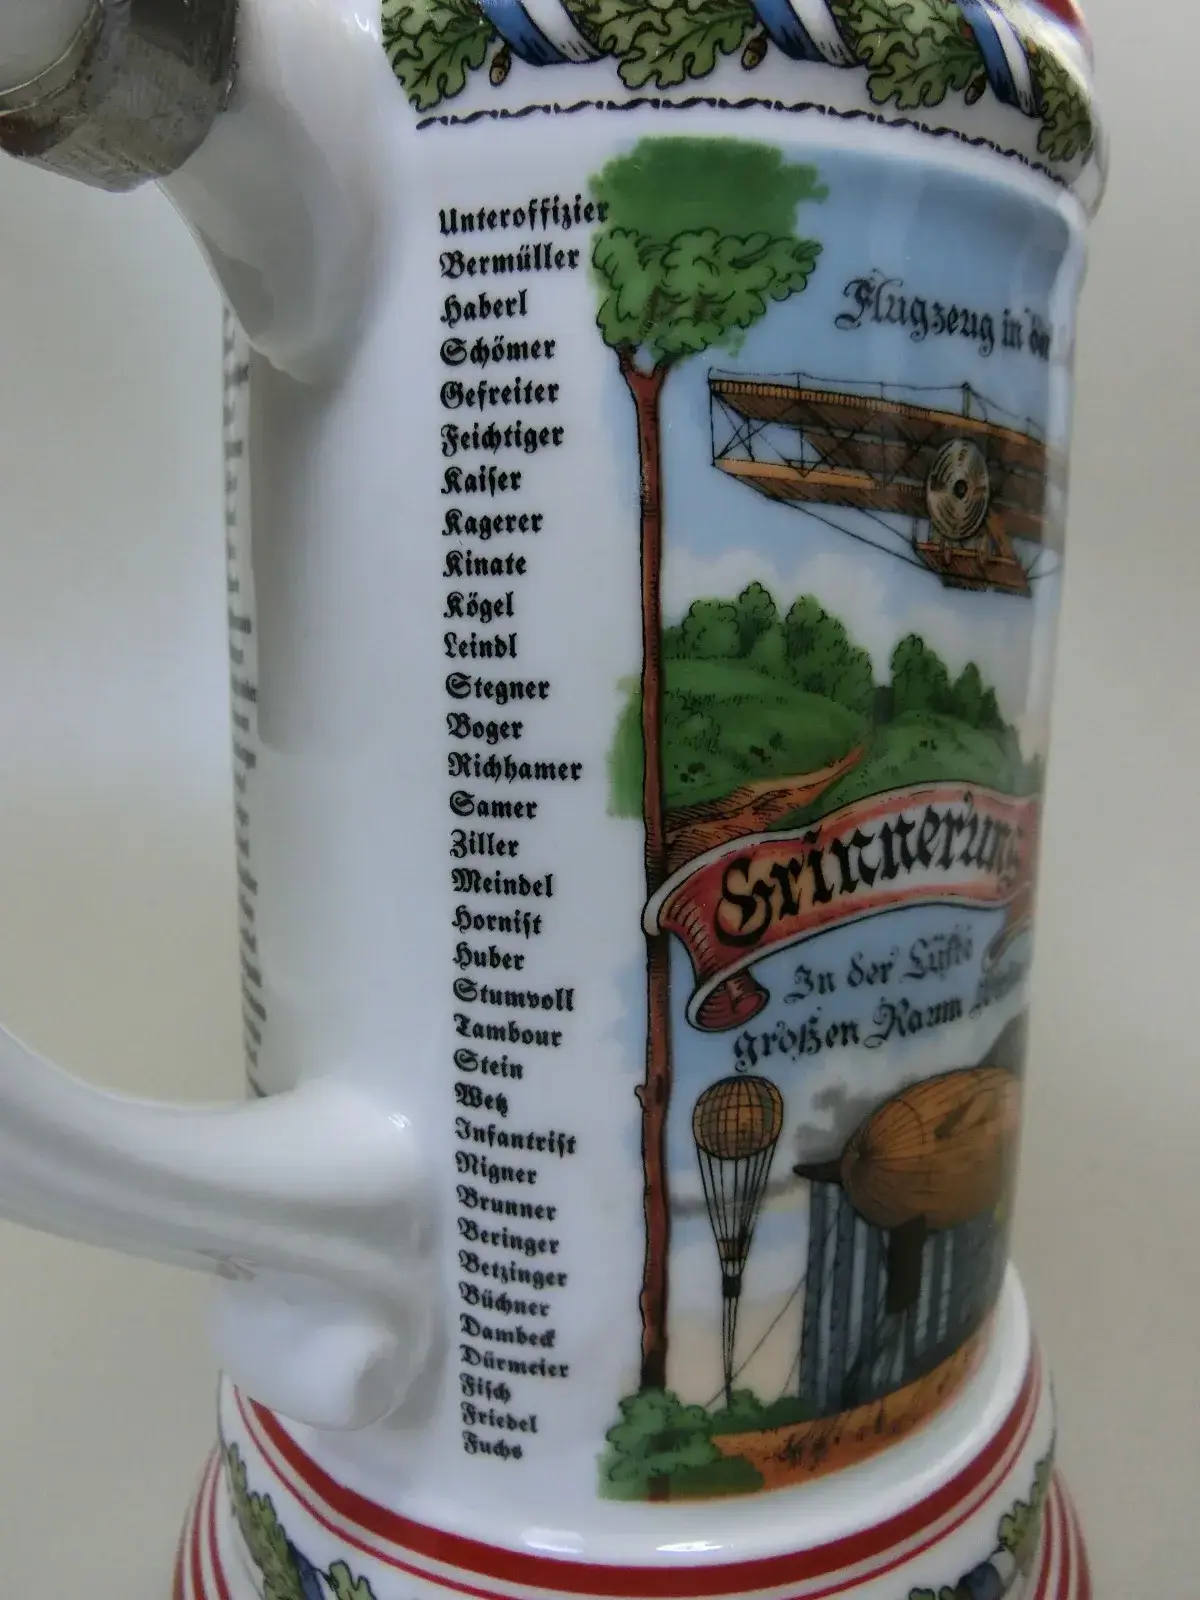 Unteroffizier
Bermüller
Haberl
Schömer
Gefreiter
Feichtiger
Kaiser
Kagerer
Kinate
Kögel
Leindl
Stegner
Boger
Richhamer
Samer
Ziller
Meindel
Hornist
Huber
Stumvoll
Tambour
Stein
Wetz
Infantrist
Aigner
Brunner
Beringer
Betzinger
Büchner
Dambeck
Dürmeier
Fisch
Friedel
Fuchs
Flugzeug in der
Erinnerung
In der Lüfte
großen Raum